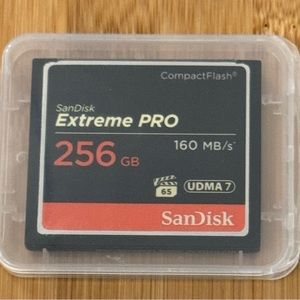 CompactFlash®
SanDisk
Extreme PRO
256 GB
160 MB/s
65
UDMA 7
SanDisk